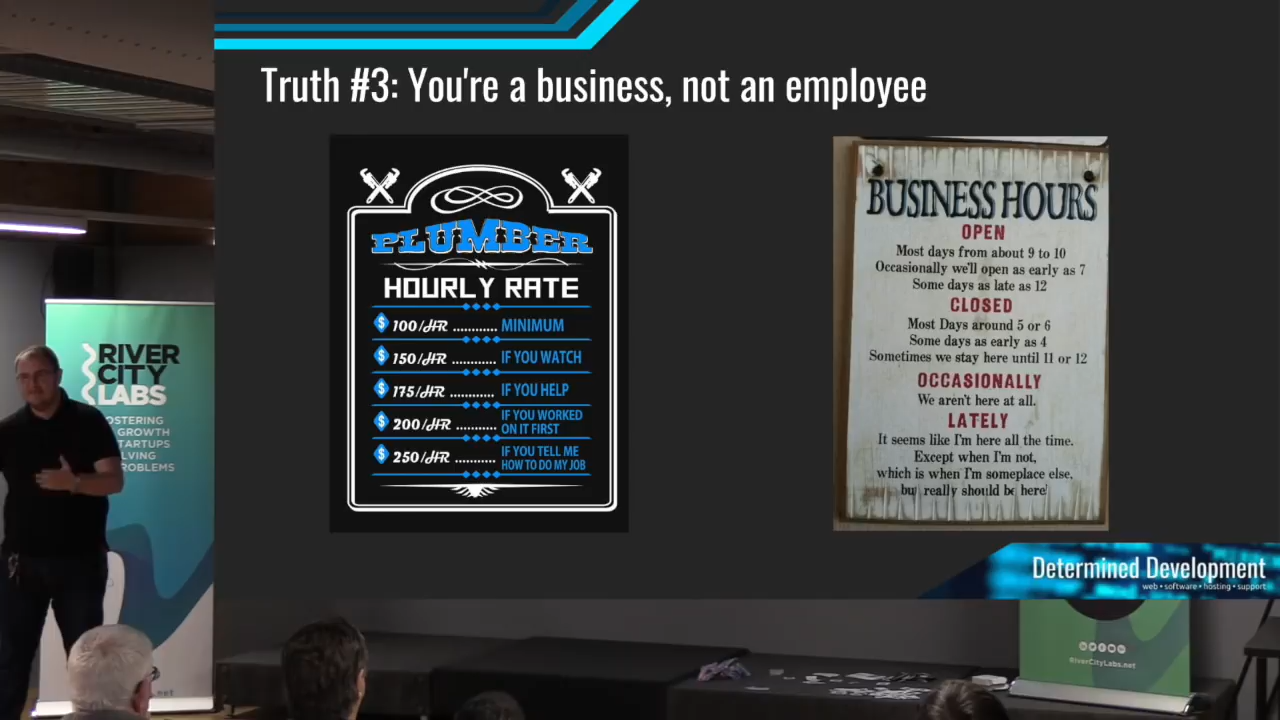 Truth #3: You're a business, not an employee
PLUMBER
HOURLY RATE
$ 100/HR ........... MINIMUM
$ 150/HR ........... IF YOU WATCH
$ 175/HR ........... IF YOU HELP
$ 200/HR ........... IF YOU WORKED
ON IT FIRST
$ 250/HR .......... IF YOU TELL ME
HOW TO DO MY JOB
BUSINESS HOURS
OPEN
Most days from about 9 to 10
Occasionally we'll open as early as 7
Some days as late as 12
CLOSED
Most Days around 5 or 6
Some days as early as 4
Sometimes we stay here until 11 or 12
OCCASIONALLY
We aren't here at all.
LATELY
It seems like I'm here all the time.
Except when I'm not,
which is when I'm someplace else,
but really should be here!
Determined Development
web • software • hosting • support
RIVER
CITY
LABS
OSTERING
GROWTH
TARTUPS
LVING
ROBLEMS
RiverCityLabs.net
.net